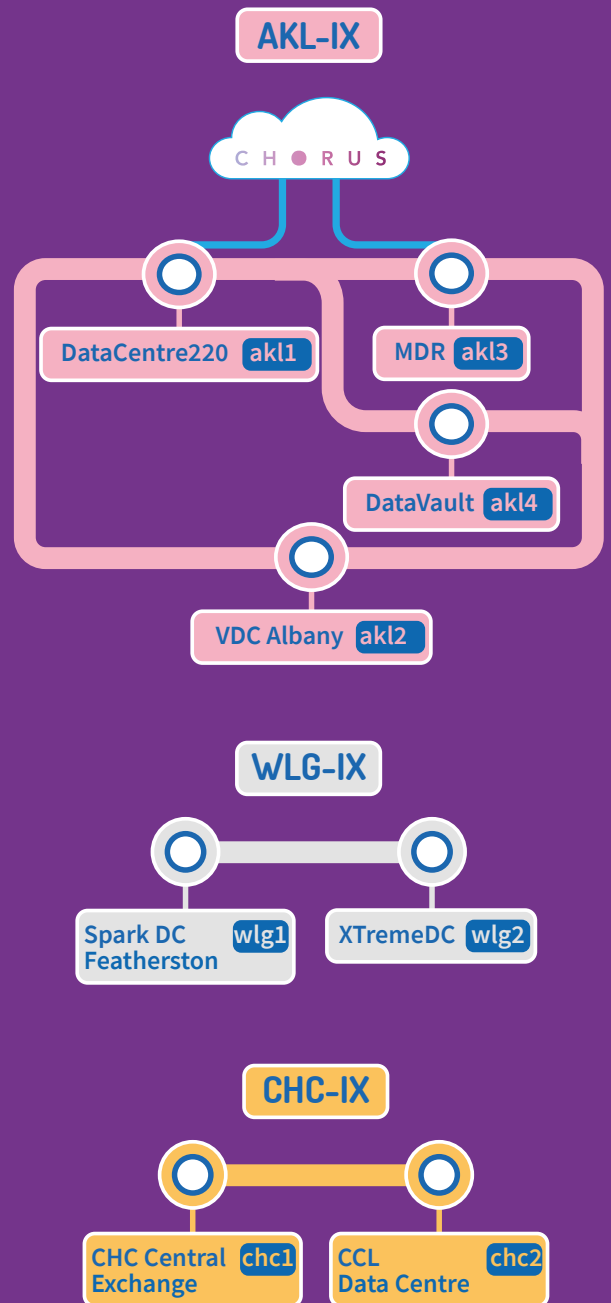 AKL-IX
CHORUS
DataCentre220 akl1
MDR akl3
DataVault akl4
VDC Albany akl2
WLG-IX
Spark DC wlg1
Featherston
XTremeDC wlg2
CHC-IX
CHC Central chc1
Exchange
CCL chc2
Data Centre